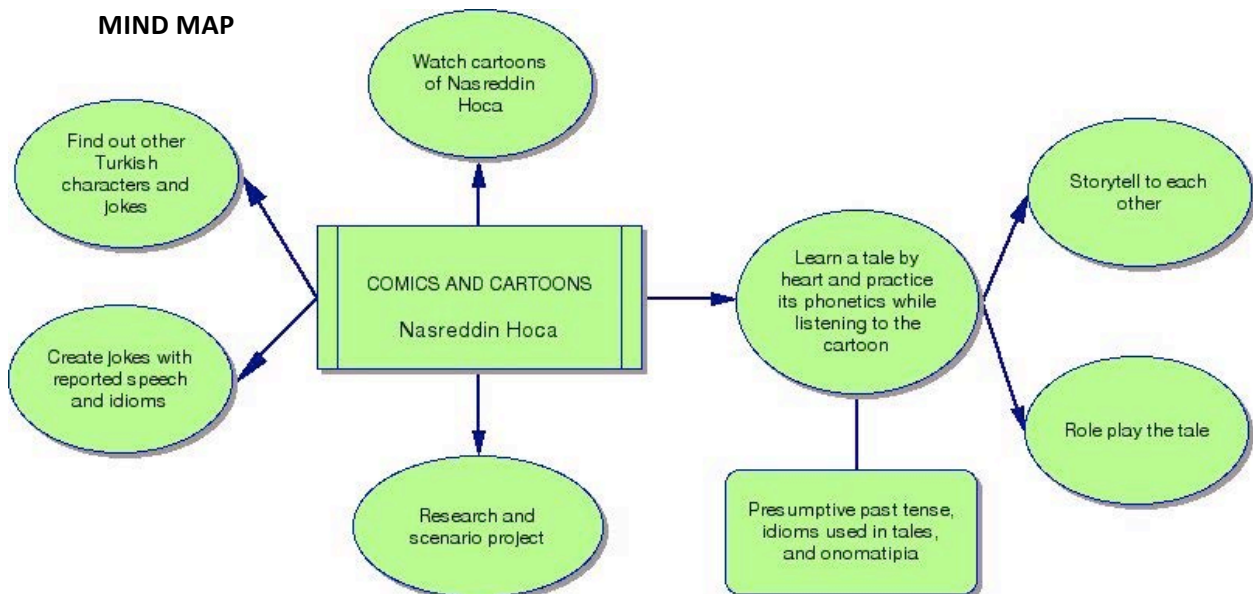 MIND MAP
Watch cartoons
of Nasreddin
Hoca
Find out other
Turkish
characters and
jokes
COMICS AND CARTOONS
Nasreddin Hoca
Create jokes with
reported speech
and idioms
Research and
scenario project
Learn a tale by
heart and practice
its phonetics while
listening to the
cartoon
Presumptive past tense,
idioms used in tales,
and onomatipia
Storytell to each
other
Role play the tale